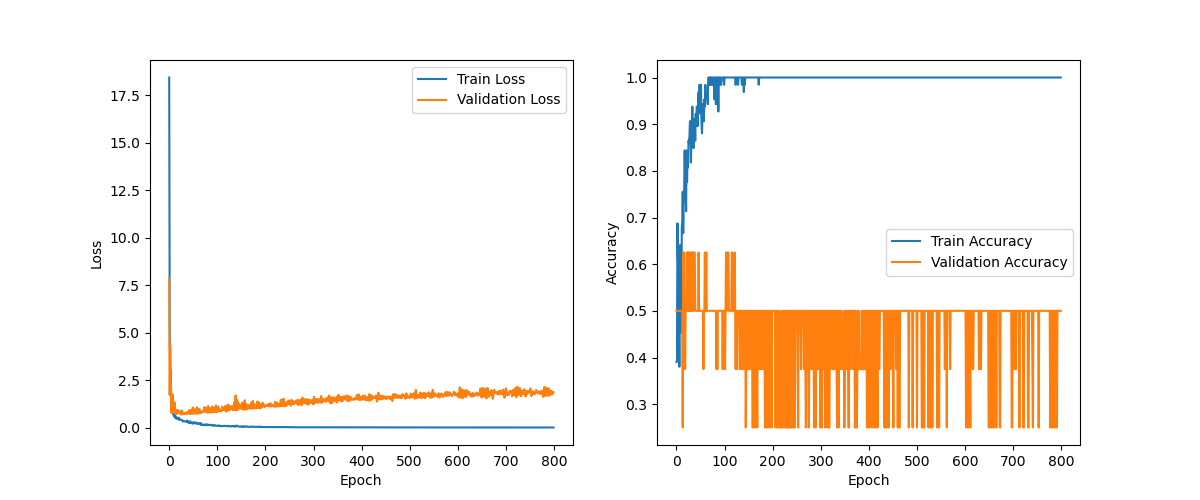 Train Loss
Validation Loss
17.5
15.0
12.5
10.0
7.5
5.0
2.5
0.0
Loss
0 100 200 300 400 500 600 700 800
Epoch
1.0
0.9
0.8
0.7
0.6
0.5
0.4
0.3
Accuracy
Train Accuracy
Validation Accuracy
0 100 200 300 400 500 600 700 800
Epoch